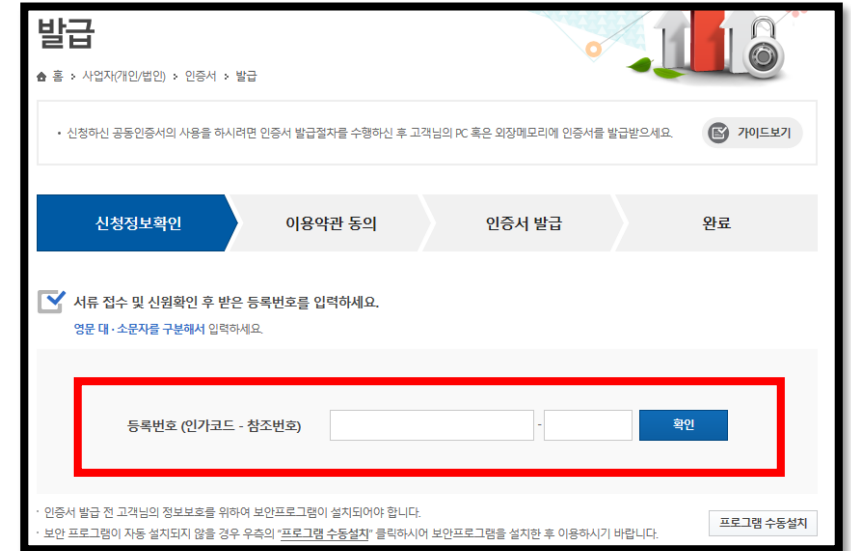 발급
홈 > 사업자(개인/법인) > 인증서 > 발급
• 신청하신 공동인증서의 사용을 하시려면 인증서 발급절차를 수행하신 후 고객님의 PC 혹은 외장메모리에 인증서를 발급받으세요.
가이드보기
신청정보확인 이용약관 동의 인증서 발급 완료
서류 접수 및 신원확인 후 받은 등록번호를 입력하세요.
영문 대·소문자를 구분해서 입력하세요.
등록번호 (인가코드 - 참조번호) - 확인
· 인증서 발급 전 고객님의 정보보호를 위하여 보안프로그램이 설치되어야 합니다.
· 보안 프로그램이 자동 설치되지 않을 경우 우측의 "프로그램 수동설치" 클릭하시어 보안프로그램을 설치한 후 이용하시기 바랍니다.
프로그램 수동설치